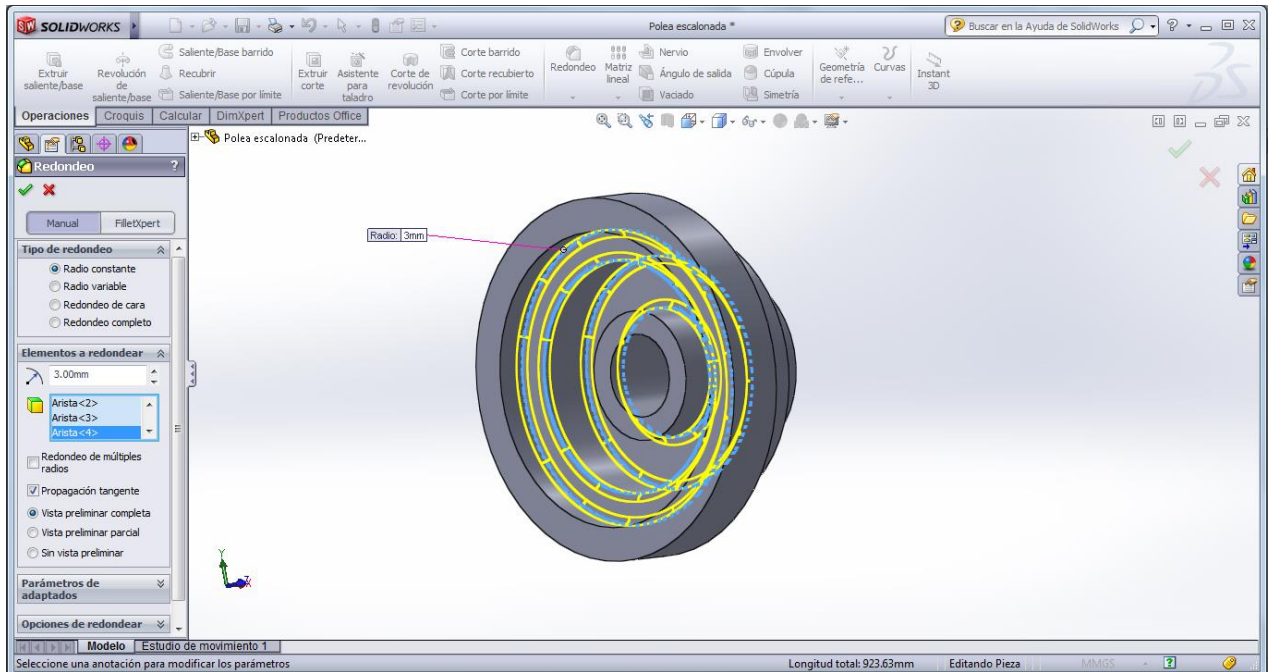 SOLIDWORKS
Polea escalonada *
Buscar en la Ayuda de SolidWorks
Extruir saliente/base
Revolución de saliente/base
Saliente/Base barrido
Recubrir
Saliente/Base por límite
Extruir corte
Asistente para taladro
Corte de revolución
Corte barrido
Corte recubierto
Corte por límite
Redondeo
Matriz lineal
Nervio
Ángulo de salida
Vaciado
Envolver
Cúpula
Simetría
Geometría de refe...
Curvas
Instant 3D
Operaciones Croquis Calcular DimXpert Productos Office
Polea escalonada (Predeter...
Redondeo ?
Manual FilletXpert
Tipo de redondeo
Radio constante
Radio variable
Redondeo de cara
Redondeo completo
Elementos a redondear
3.00mm
Arista<2>
Arista<3>
Arista<4>
Redondeo de múltiples
radios
Propagación tangente
Vista preliminar completa
Vista preliminar parcial
Sin vista preliminar
Parámetros de
adaptados
Opciones de redondear
Radio: 3mm
Y
Z
Modelo Estudio de movimiento 1
Seleccione una anotación para modificar los parámetros
Longitud total: 923.63mm Editando Pieza MMGS